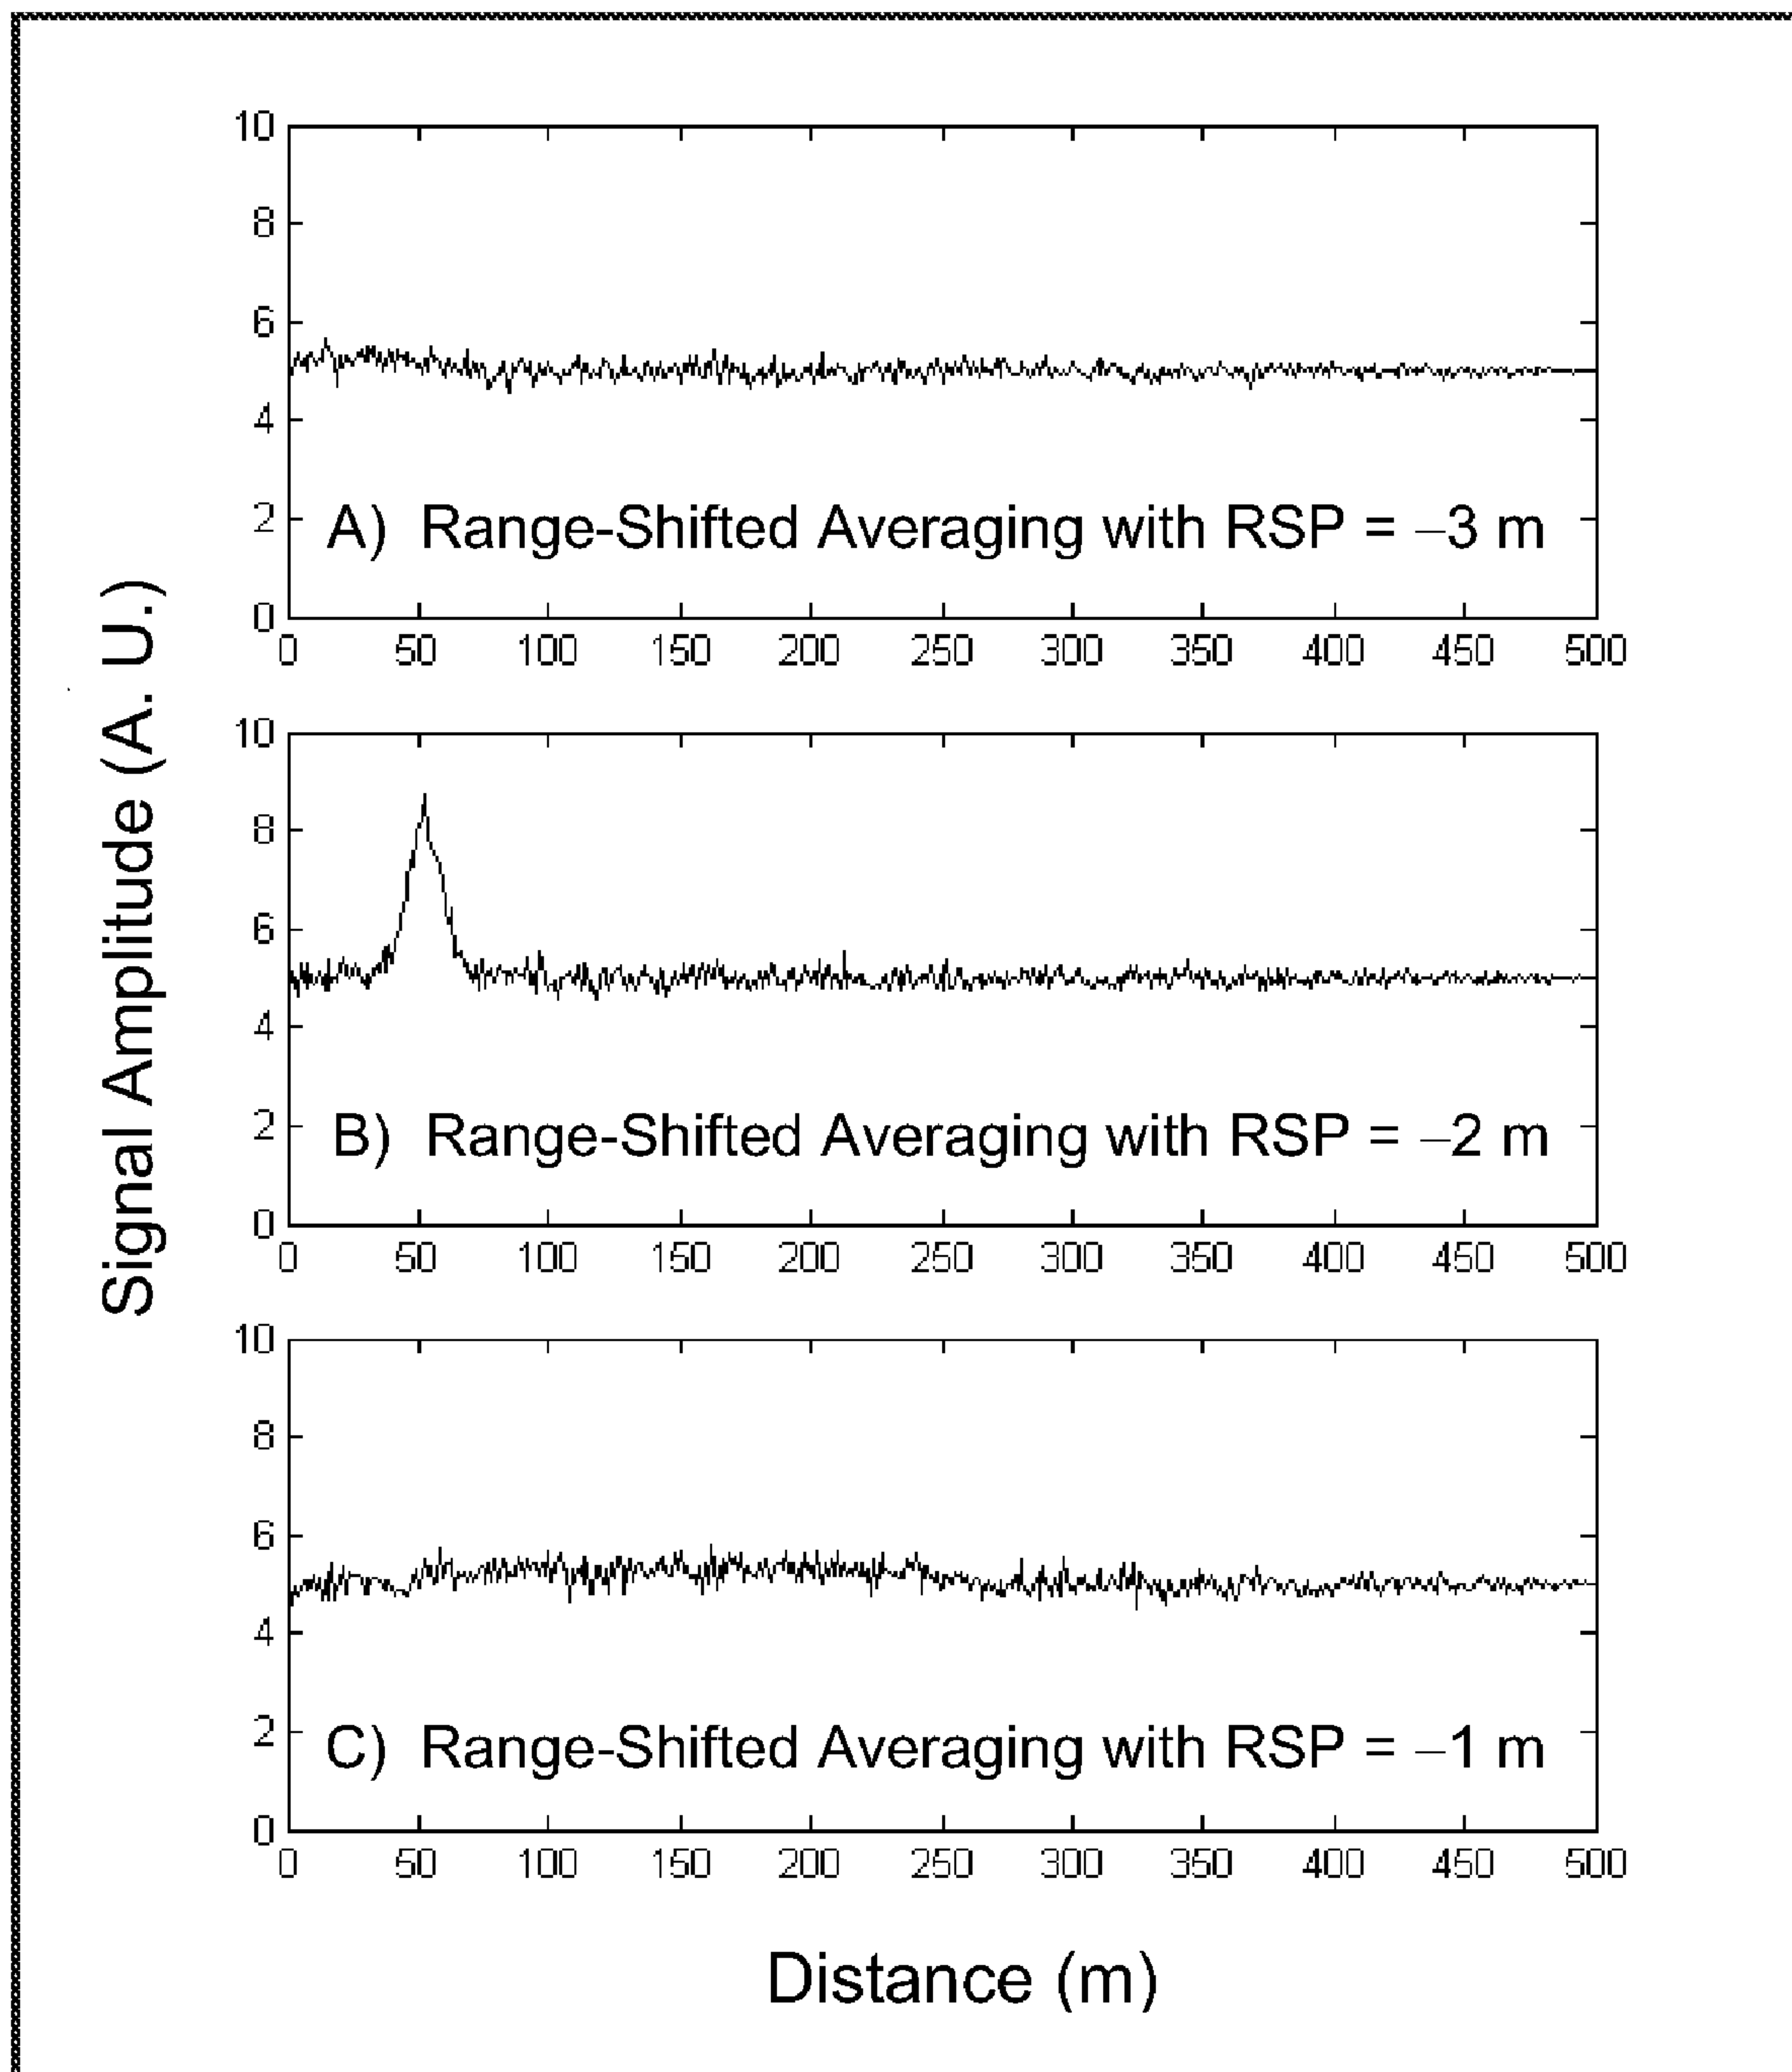 Signal Amplitude (A. U.)
10
8
6
4
2
0
A) Range-Shifted Averaging with RSP = –3 m
0 50 100 150 200 250 300 350 400 450 500
10
8
6
4
2
0
B) Range-Shifted Averaging with RSP = –2 m
0 50 100 150 200 250 300 350 400 450 500
10
8
6
4
2
0
C) Range-Shifted Averaging with RSP = –1 m
0 50 100 150 200 250 300 350 400 450 500
Distance (m)